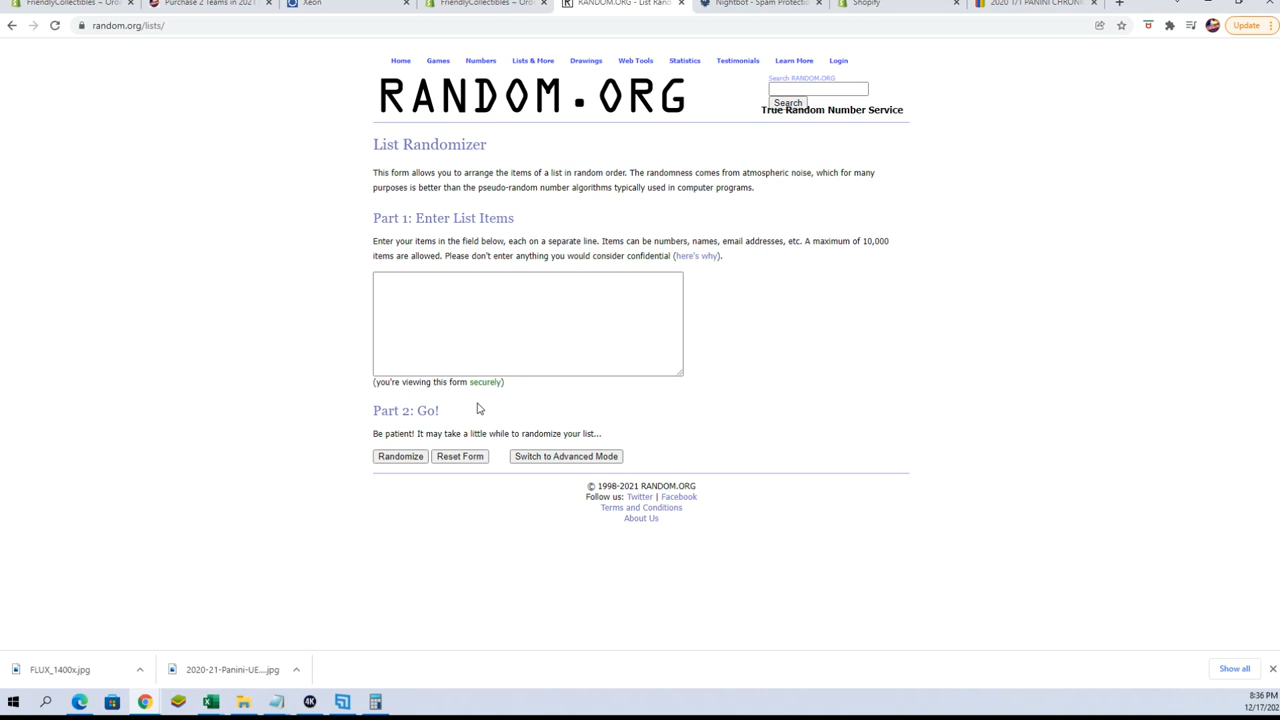 FriendlyCollectibles ~ Ord
Purchase 2 Teams in 2021
Xeon
FriendlyCollectibles ~ Ord
RANDOM.ORG - List Rand
Nightbot - Spam Protectio
Shopify
2020 1/1 PANINI CHRONI
random.org/lists/
Update
Home Games Numbers Lists & More Drawings Web Tools Statistics Testimonials Learn More Login
Search RANDOM.ORG
RANDOM.ORG
Search
True Random Number Service
List Randomizer
This form allows you to arrange the items of a list in random order. The randomness comes from atmospheric noise, which for many
purposes is better than the pseudo-random number algorithms typically used in computer programs.
Part 1: Enter List Items
Enter your items in the field below, each on a separate line. Items can be numbers, names, email addresses, etc. A maximum of 10,000
items are allowed. Please don't enter anything you would consider confidential (here's why).
(you're viewing this form securely)
Part 2: Go!
Be patient! It may take a little while to randomize your list...
Randomize Reset Form Switch to Advanced Mode
© 1998-2021 RANDOM.ORG
Follow us: Twitter | Facebook
Terms and Conditions
About Us
FLUX_1400x.jpg
2020-21-Panini-UE....jpg
Show all
4K
8:36 PM
12/17/202